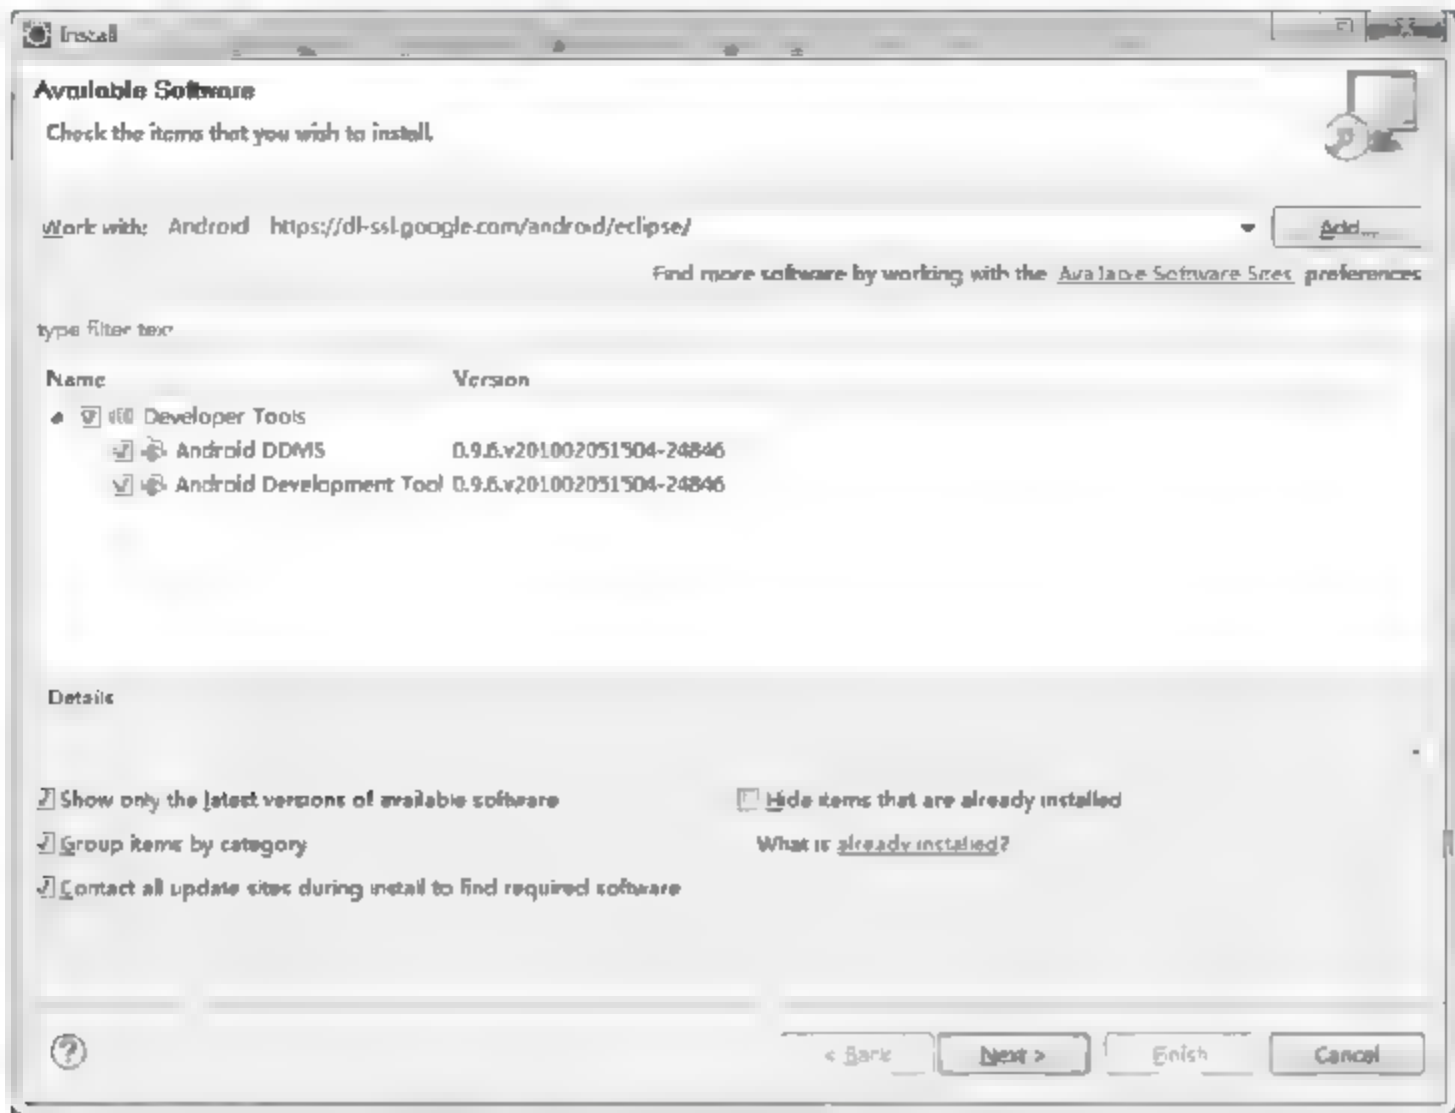 Install
Available Software
Check the items that you wish to install.
Work with: Android https://dl-ssl.google.com/android/eclipse/ Add...
Find more software by working with the Available Software Sites preferences
type filter text
Name Version
Developer Tools
Android DDMS 0.9.6.v201002051504-24846
Android Development Tool 0.9.6.v201002051504-24846
Details
Show only the latest versions of available software Hide items that are already installed
Group items by category What is already installed?
Contact all update sites during install to find required software
< Back Next > Finish Cancel